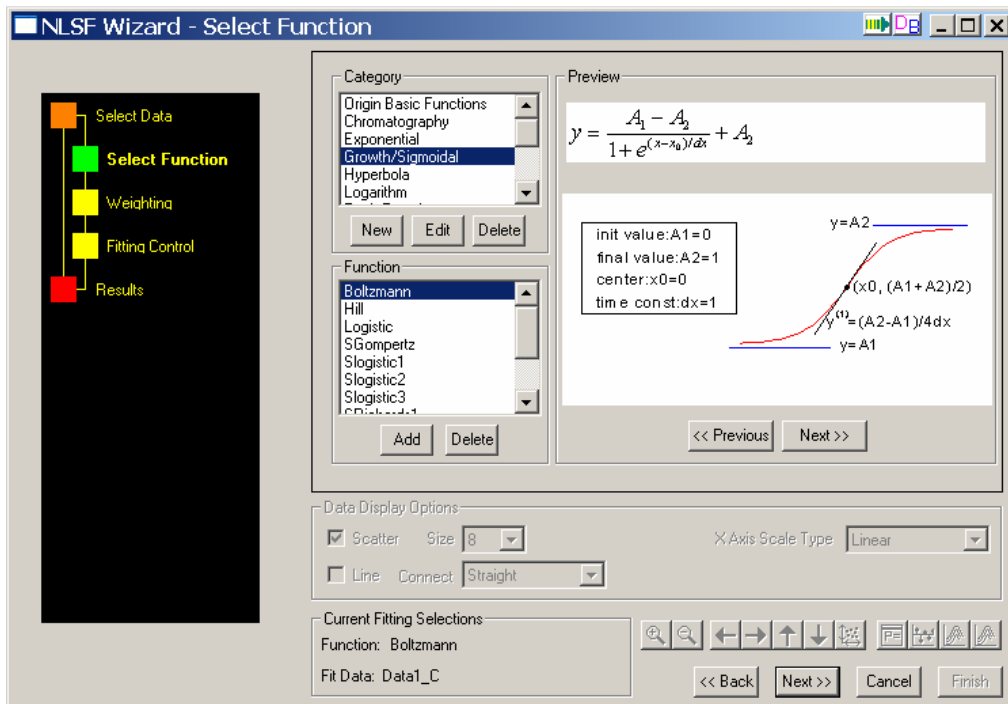 NLSF Wizard - Select Function
DB
Select Data
Select Function
Weighting
Fitting Control
Results
Category
Origin Basic Functions
Chromatography
Exponential
Growth/Sigmoidal
Hyperbola
Logarithm
New Edit Delete
Function
Boltzmann
Hill
Logistic
SGompertz
Slogistic1
Slogistic2
Slogistic3
Add Delete
Preview
y = (A₁ − A₂) / (1 + e^((x−x₀)/dx)) + A₂
init value:A1=0
final value:A2=1
center:x0=0
time const:dx=1
y=A2
(x0, (A1+A2)/2)
y⁽¹⁾=(A2-A1)/4dx
y=A1
<< Previous Next >>
Data Display Options
Scatter Size 8 X Axis Scale Type Linear
Line Connect Straight
Current Fitting Selections
Function: Boltzmann
Fit Data: Data1_C
P=
<< Back Next >> Cancel Finish